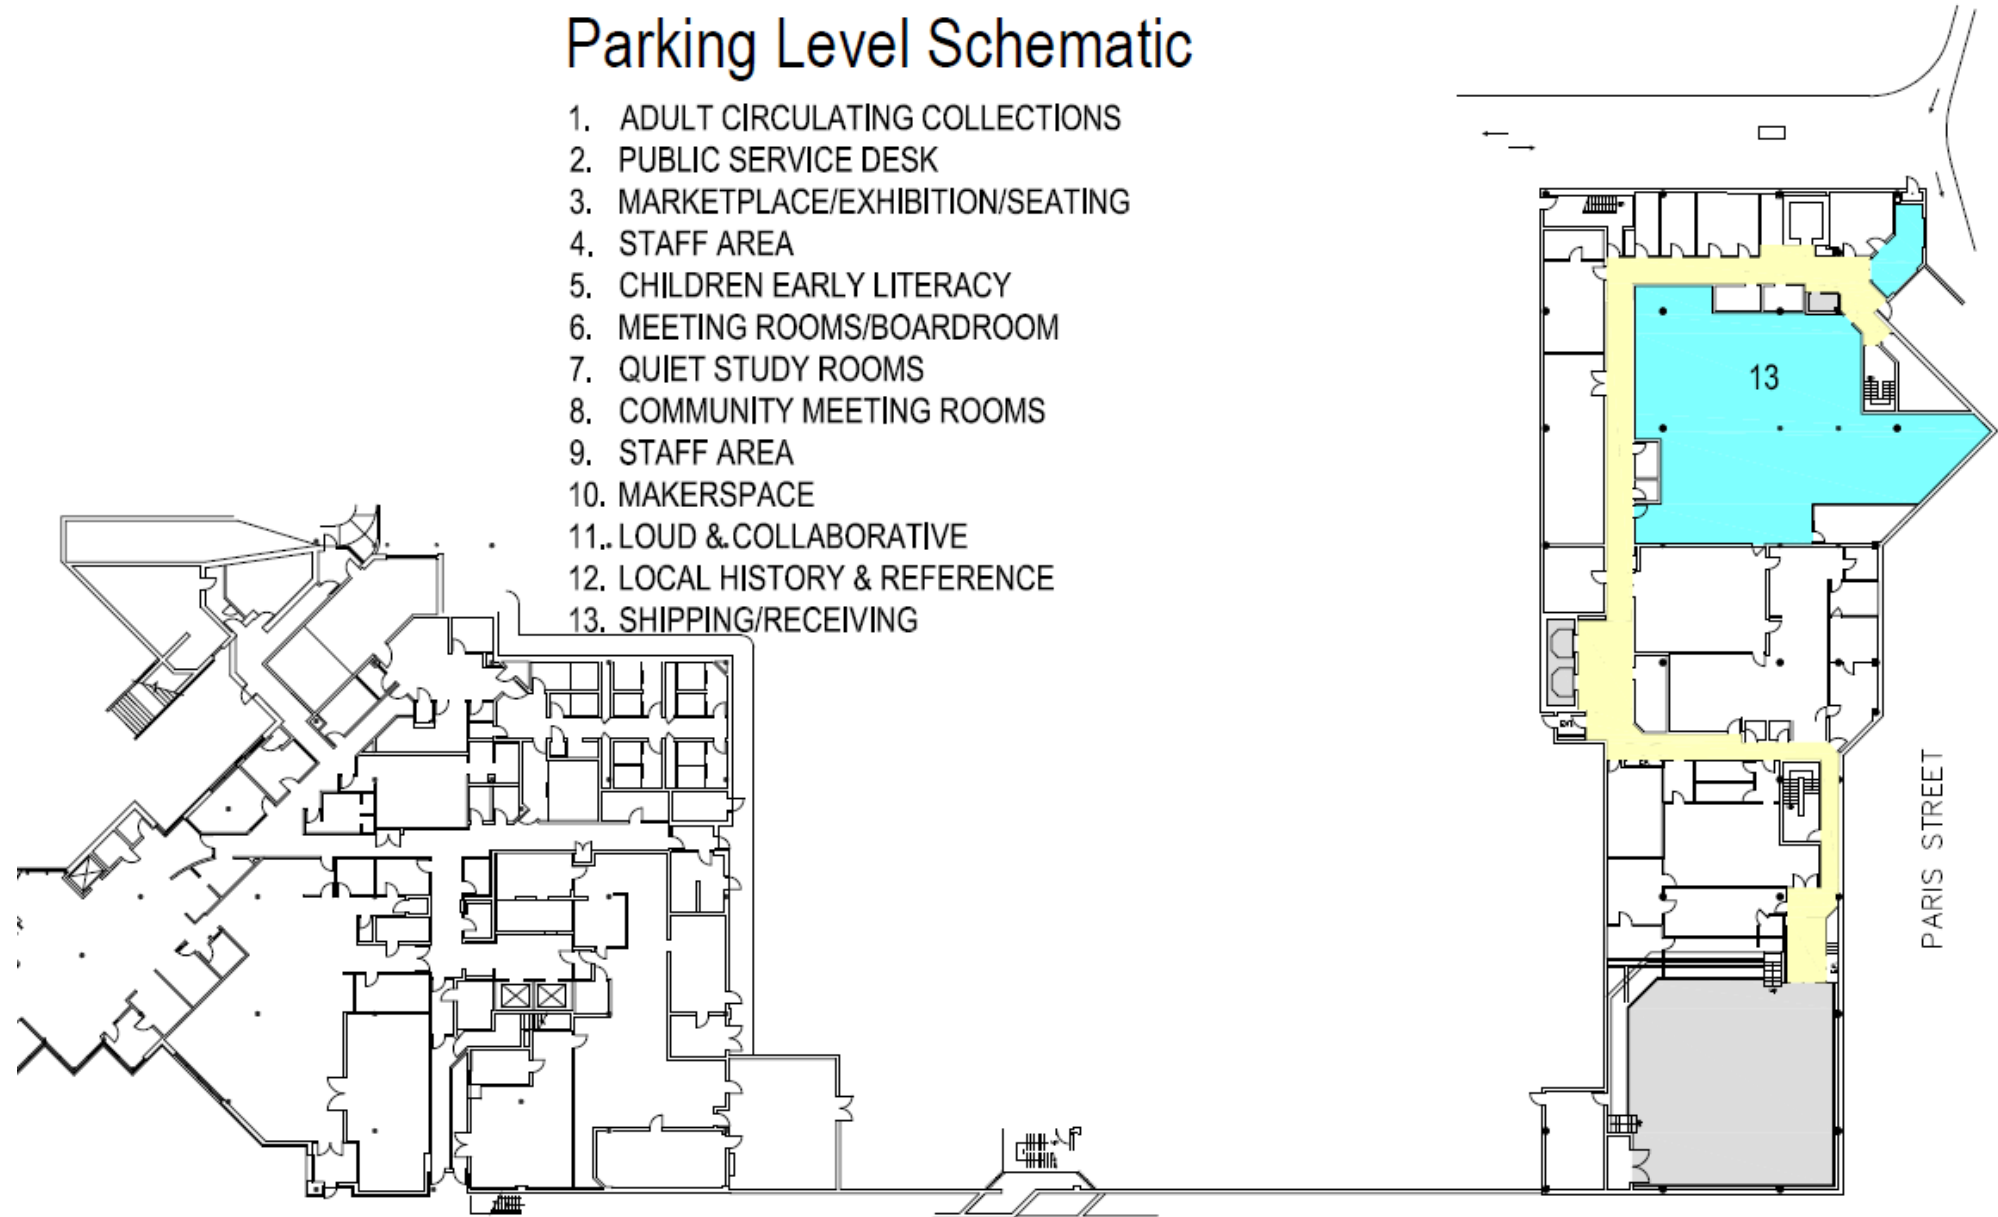 Parking Level Schematic
1. ADULT CIRCULATING COLLECTIONS
2. PUBLIC SERVICE DESK
3. MARKETPLACE/EXHIBITION/SEATING
4. STAFF AREA
5. CHILDREN EARLY LITERACY
6. MEETING ROOMS/BOARDROOM
7. QUIET STUDY ROOMS
8. COMMUNITY MEETING ROOMS
9. STAFF AREA
10. MAKERSPACE
11. LOUD & COLLABORATIVE
12. LOCAL HISTORY & REFERENCE
13. SHIPPING/RECEIVING
13
PARIS STREET